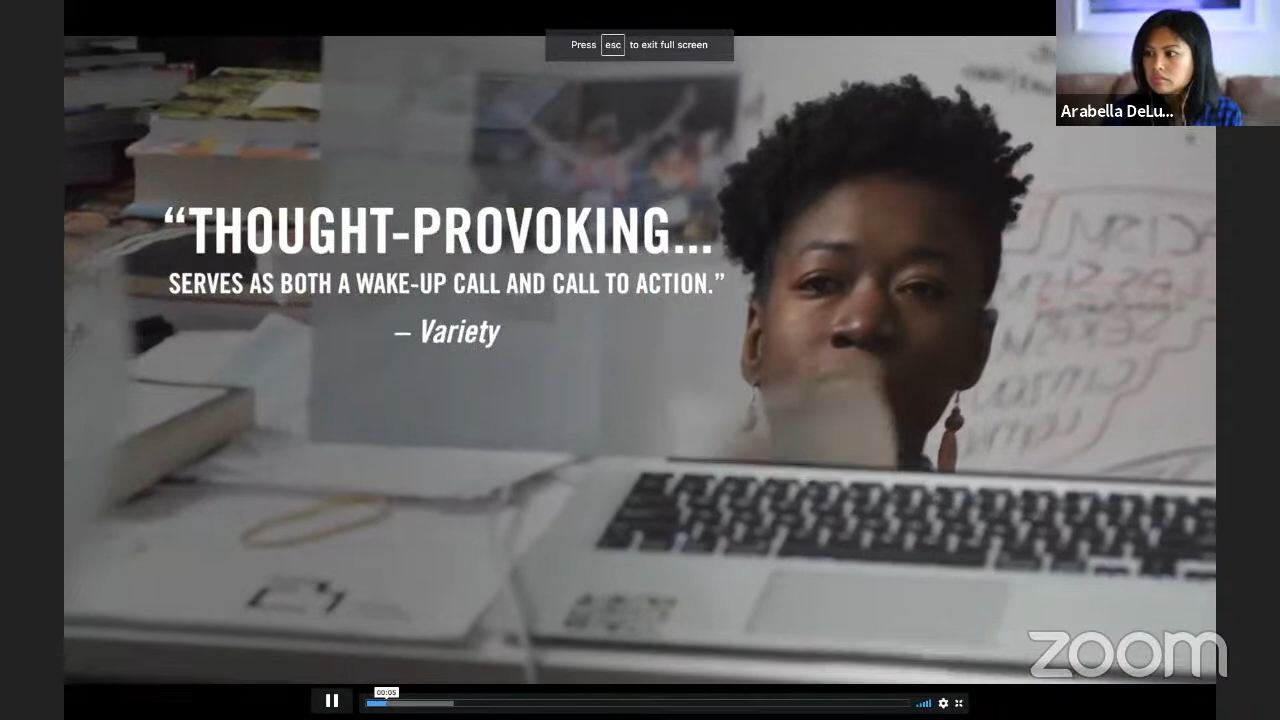 Press esc to exit full screen
Arabella DeLu...
“THOUGHT-PROVOKING...
SERVES AS BOTH A WAKE-UP CALL AND CALL TO ACTION.”
– Variety
zoom
00:05